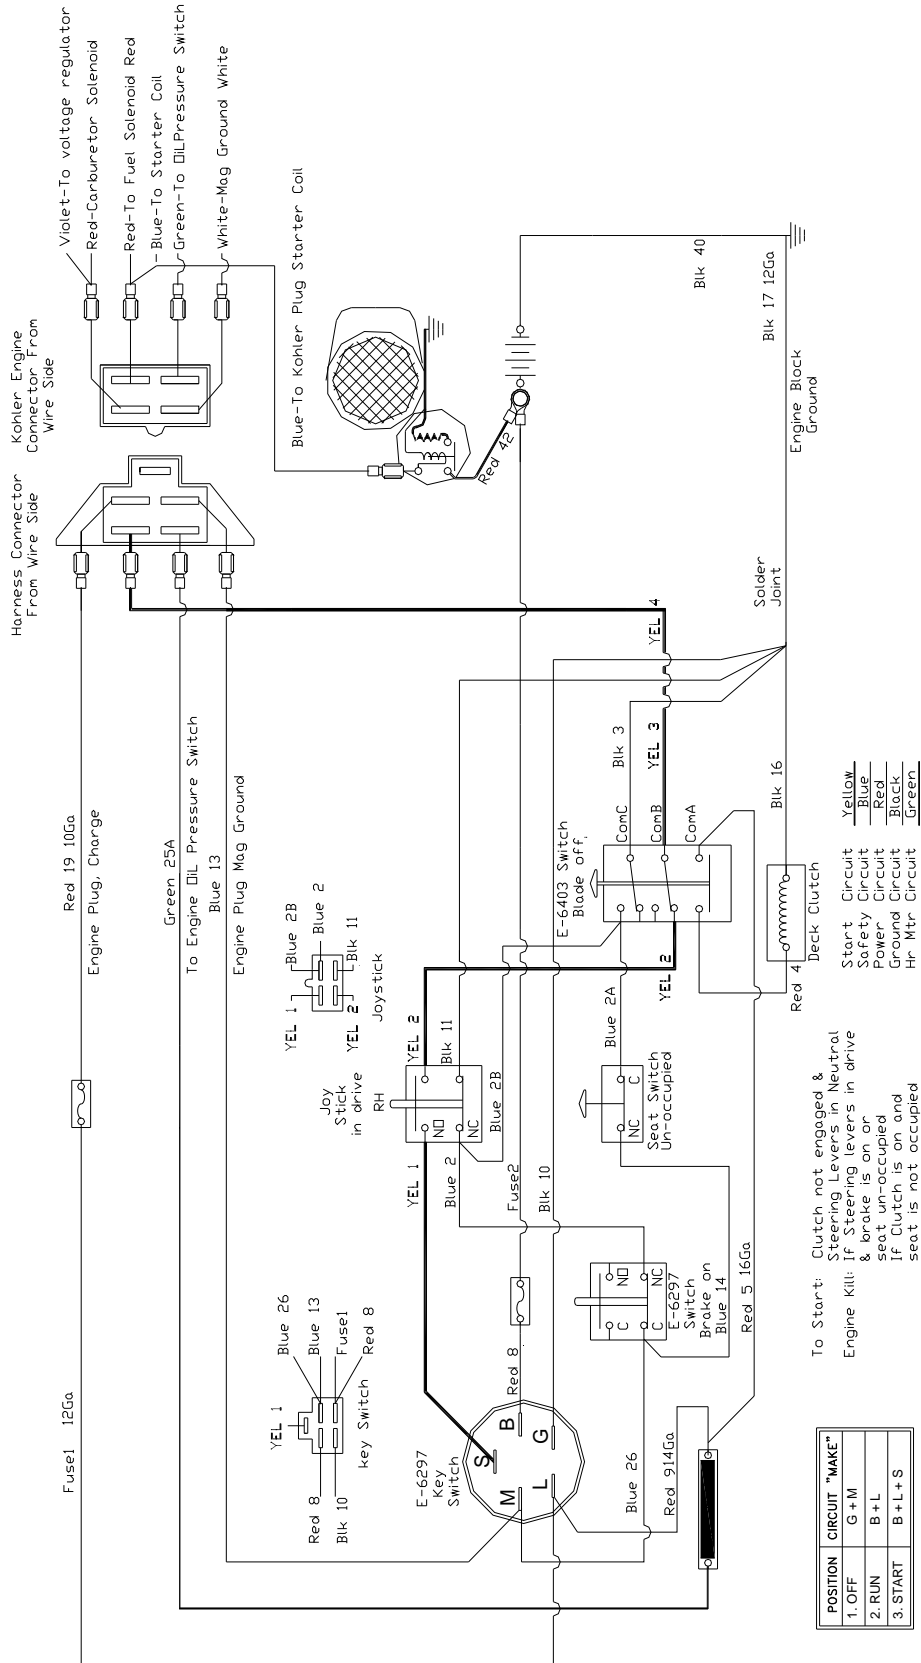 Violet-To voltage regulator
Red-Carburetor Solenoid
Red-To Fuel Solenoid Red
Blue-To Starter Coil
Green-To OiLPressure Switch
White-Mag Ground White
Kohler Engine
Connector From
Wire Side
Harness Connector
From Wire Side
Blue-To Kohler Plug Starter Coil
Red 42
Blk 40
Blk 17 12Ga
Engine Block
Ground
Solder
Joint
YEL 4
YEL 3
Blk 3
ComC
ComB
ComA
E-6403 Switch
Blade off,
Blk 16
Deck Clutch
Red 4
YEL 2
Blue 2A
Red 19 10Ga
Engine Plug, Charge
Green 25A
To Engine OiL Pressure Switch
Blue 13
Engine Plug Mag Ground
Blue 2B
Blue 2
Blk 11
YEL 1
YEL 2
Joystick
Joy
Stick
in drive
RH
YEL 2
Blk 11
NO
NC
Blue 2B
YEL 1
Blue 2
C
NC
Seat Switch
Un-occupied
Fuse2
Blk 10
NO
NC
C
C
E-6297
Switch
Brake on
Blue 14
Red 5 16Ga
Red 8
Blue 26
Blue 13
Fuse1
Red 8
YEL 1
Red 8
Blk 10
key Switch
E-6297
Key
Switch
S
B
M
G
L
Blue 26
Red 914Ga
Fuse1 12Ga
Start Circuit Yellow
Safety Circuit Blue
Power Circuit Red
Ground Circuit Black
Hr Mtr Circuit Green
To Start: Clutch not engaged &
Steering Levers in Neutral
Engine Kill: If Steering levers in drive
& brake is on or
seat un-occupied
If Clutch is on and
seat is not occupied
POSITION CIRCUIT "MAKE"
1. OFF G + M
2. RUN B + L
3. START B + L + S